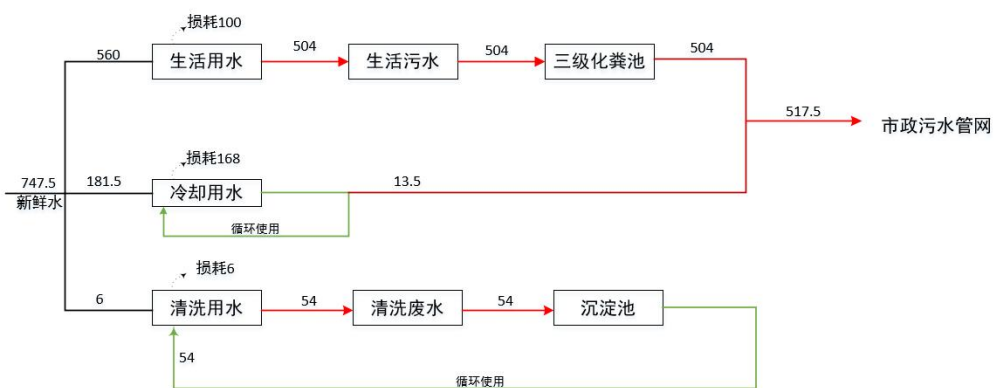 损耗100
560
生活用水
504
生活污水
504
三级化粪池
504
517.5
市政污水管网
损耗168
747.5
新鲜水
181.5
冷却用水
13.5
循环使用
损耗6
6
清洗用水
54
清洗废水
54
沉淀池
54
循环使用